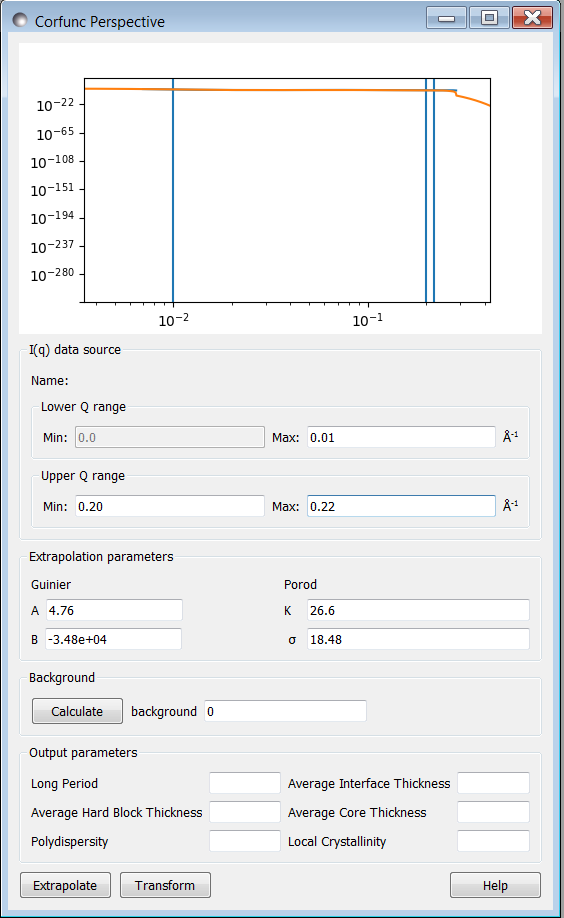 Corfunc Perspective
10⁻²²
10⁻⁶⁵
10⁻¹⁰⁸
10⁻¹⁵¹
10⁻¹⁹⁴
10⁻²³⁷
10⁻²⁸⁰
10⁻² 10⁻¹
I(q) data source
Name:
Lower Q range
Min: 0.0 Max: 0.01 Å⁻¹
Upper Q range
Min: 0.20 Max: 0.22 Å⁻¹
Extrapolation parameters
Guinier Porod
A 4.76 K 26.6
B -3.48e+04 σ 18.48
Background
Calculate background 0
Output parameters
Long Period Average Interface Thickness
Average Hard Block Thickness Average Core Thickness
Polydispersity Local Crystallinity
Extrapolate Transform Help